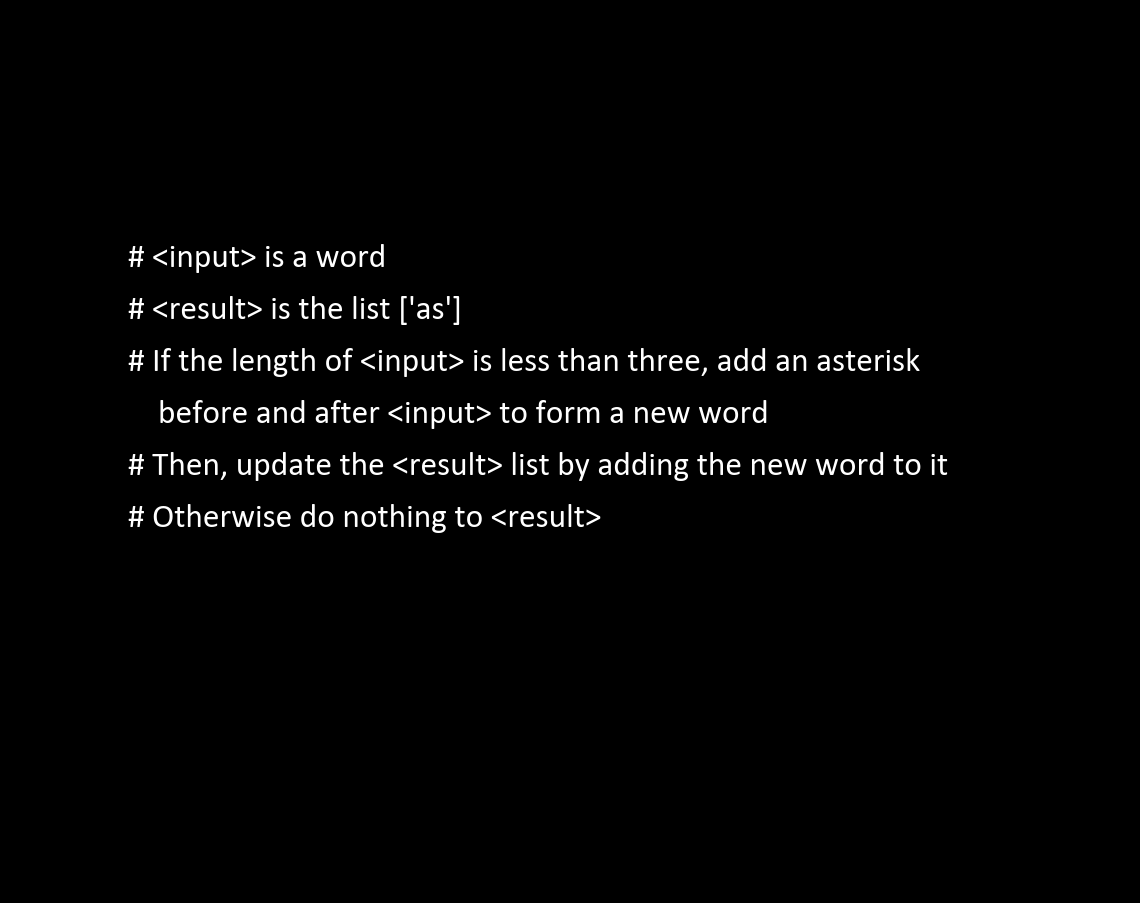 # <input> is a word
# <result> is the list ['as']
# If the length of <input> is less than three, add an asterisk
before and after <input> to form a new word
# Then, update the <result> list by adding the new word to it
# Otherwise do nothing to <result>